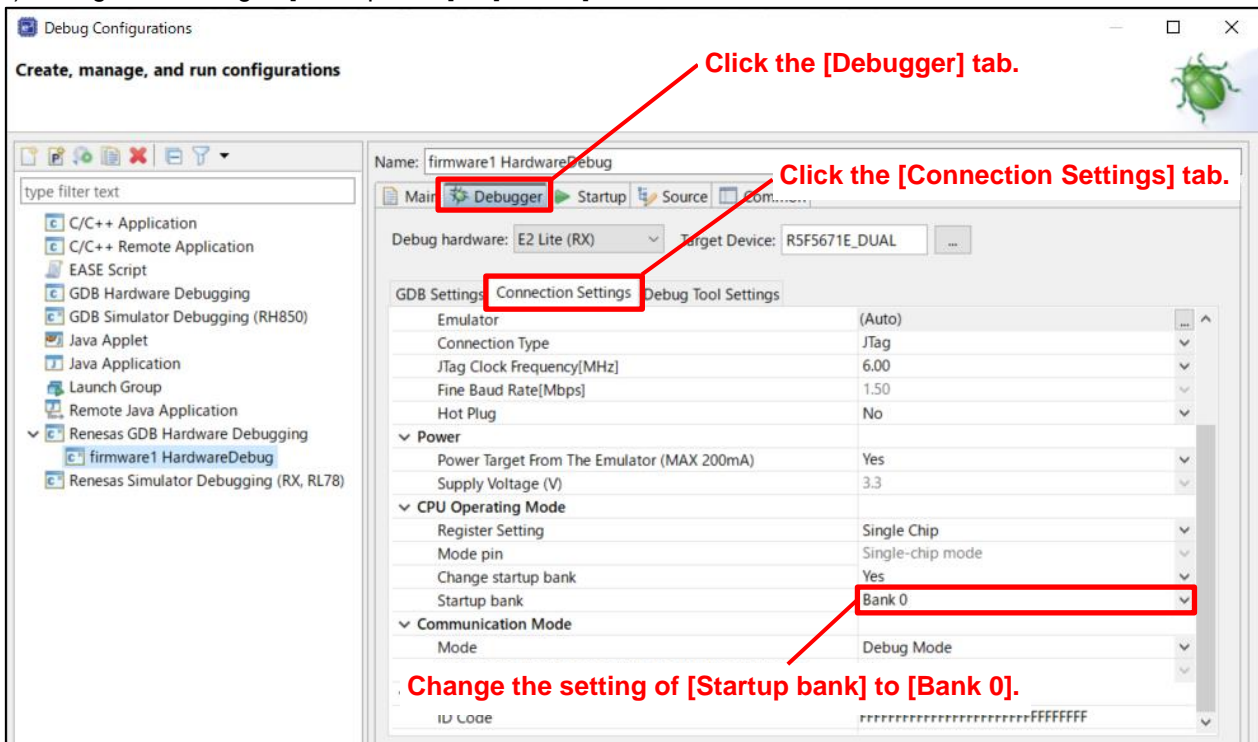 Debug Configurations
Create, manage, and run configurations
Click the [Debugger] tab.
Name: firmware1 HardwareDebug
Click the [Connection Settings] tab.
type filter text
Main Debugger Startup Source
C/C++ Application
C/C++ Remote Application
EASE Script
GDB Hardware Debugging
GDB Simulator Debugging (RH850)
Java Applet
Java Application
Launch Group
Remote Java Application
Renesas GDB Hardware Debugging
firmware1 HardwareDebug
Renesas Simulator Debugging (RX, RL78)
Debug hardware: E2 Lite (RX) Target Device: R5F5671E_DUAL ...
GDB Settings Connection Settings Debug Tool Settings
Emulator (Auto) ...
Connection Type JTag
JTag Clock Frequency[MHz] 6.00
Fine Baud Rate[Mbps] 1.50
Hot Plug No
Power
Power Target From The Emulator (MAX 200mA) Yes
Supply Voltage (V) 3.3
CPU Operating Mode
Register Setting Single Chip
Mode pin Single-chip mode
Change startup bank Yes
Startup bank Bank 0
Communication Mode
Mode Debug Mode
Change the setting of [Startup bank] to [Bank 0].
ID Code